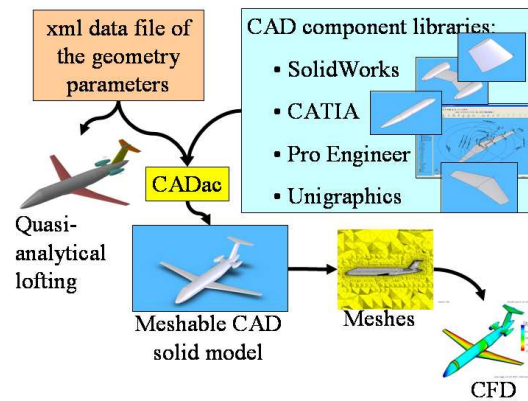 xml data file of
the geometry
parameters
CAD component libraries:
▪ SolidWorks
▪ CATIA
▪ Pro Engineer
▪ Unigraphics
CADac
Quasi-
analytical
lofting
Meshable CAD
solid model
Meshes
CFD